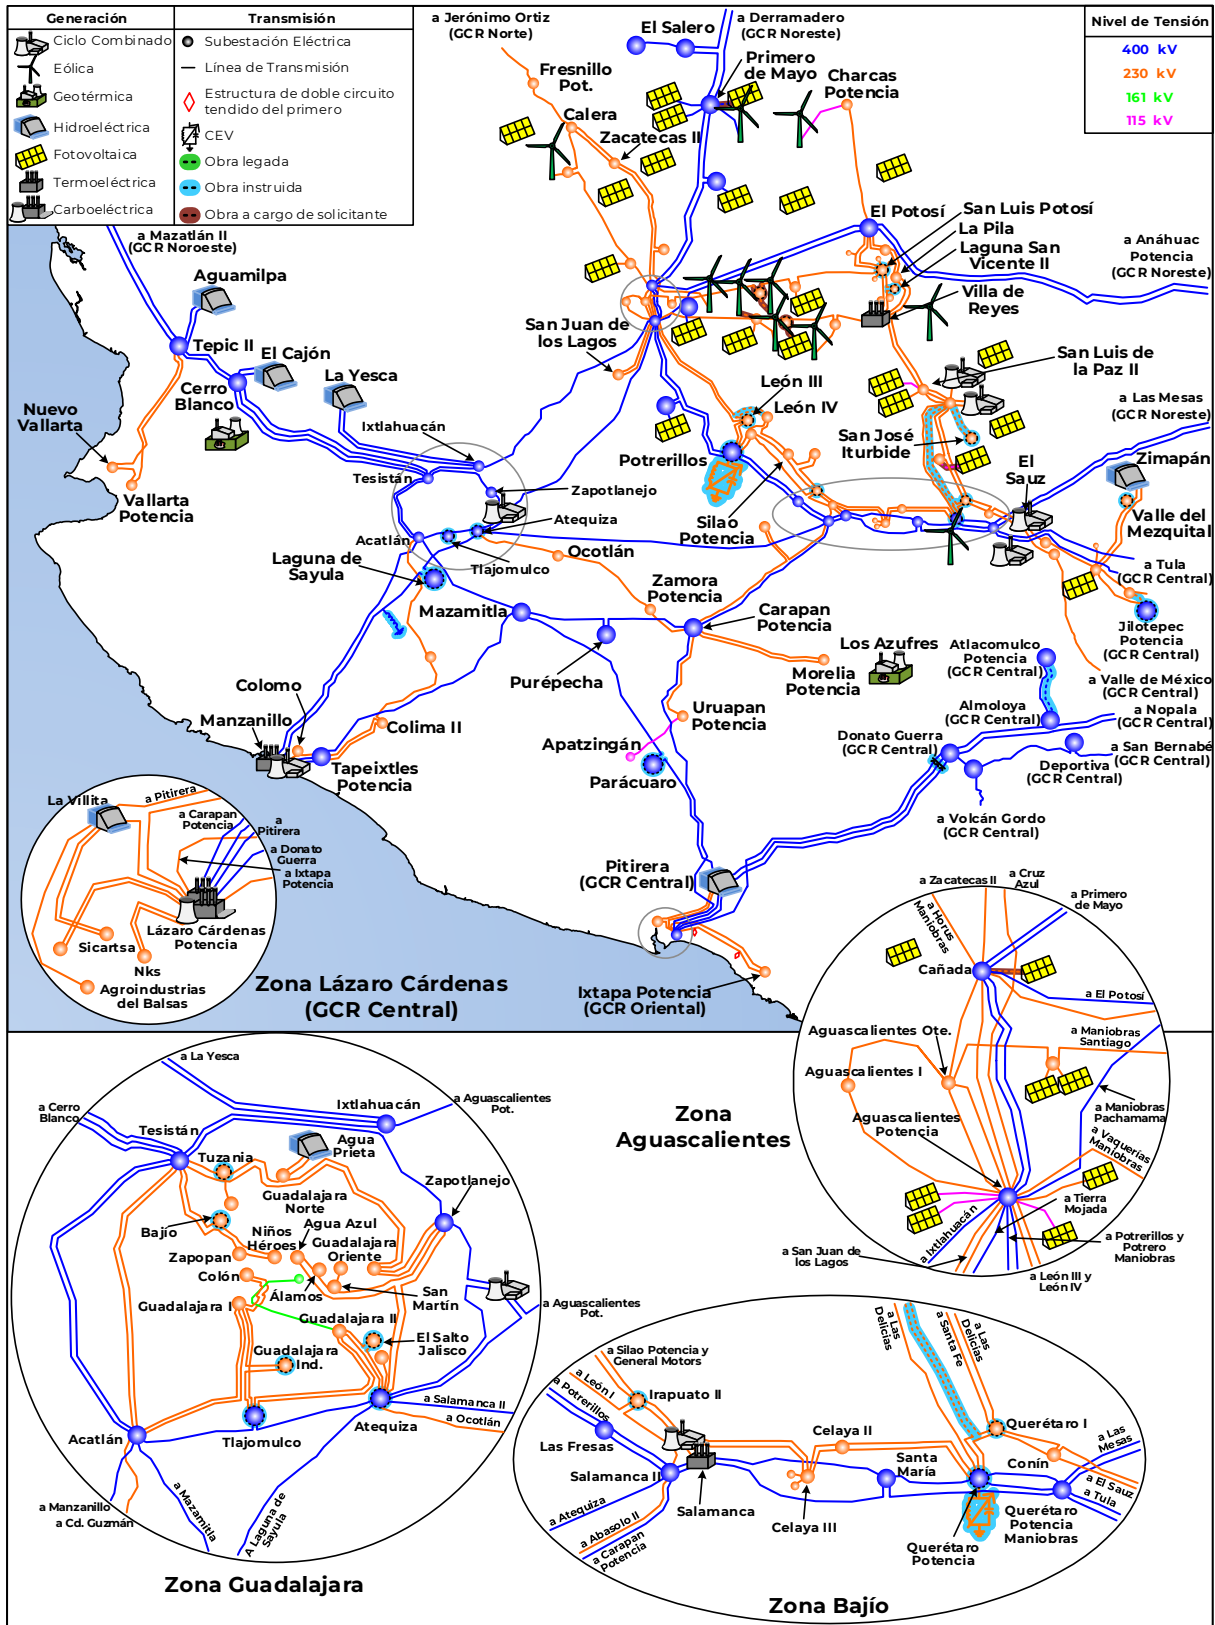 Generación
Ciclo Combinado
Eólica
Geotérmica
Hidroeléctrica
Fotovoltaica
Termoeléctrica
Carboeléctrica
Transmisión
Subestación Eléctrica
Línea de Transmisión
Estructura de doble circuito
tendido del primero
CEV
Obra legada
Obra instruida
Obra a cargo de solicitante
Nivel de Tensión
400 kV
230 kV
161 kV
115 kV
a Jerónimo Ortiz
(GCR Norte)
El Salero
a Derramadero
(GCR Noreste)
Primero
de Mayo
Fresnillo
Pot.
Charcas
Potencia
Calera
Zacatecas II
a Mazatlán II
(GCR Noroeste)
El Potosí
San Luis Potosí
La Pila
Laguna San
Vicente II
a Anáhuac
Potencia
(GCR Noreste)
Aguamilpa
Villa de
Reyes
San Juan de
los Lagos
Tepic II
El Cajón
La Yesca
Cerro
Blanco
León III
León IV
San Luis de
la Paz II
a Las Mesas
(GCR Noreste)
Nuevo
Vallarta
Ixtlahuacán
Potrerillos
San José
Iturbide
El
Sauz
Zimapán
Tesistán
Zapotlanejo
Vallarta
Potencia
Silao
Potencia
Valle del
Mezquital
Atequiza
Acatlán
Tlajomulco
Ocotlán
Laguna de
Sayula
Zamora
Potencia
a Tula
(GCR Central)
Mazamitla
Carapan
Potencia
Jilotepec
Potencia
(GCR Central)
Los Azufres
Atlacomulco
Potencia
(GCR Central)
Purépecha
Morelia
Potencia
a Valle de México
(GCR Central)
Colomo
Manzanillo
Colima II
Uruapan
Potencia
Almoloya
(GCR Central)
a Nopala
(GCR Central)
Apatzingán
Donato Guerra
(GCR Central)
Deportiva
(GCR Central)
a San Bernabé
(GCR Central)
Tapeixtles
Potencia
Parácuaro
a Volcán Gordo
(GCR Central)
Pitirera
(GCR Central)
Ixtapa Potencia
(GCR Oriental)
La Villita
a Pitirera
a Carapan
Potencia
a
Pitirera
a Donato
Guerra
a Ixtapa
Potencia
Lázaro Cárdenas
Potencia
Sicartsa
Nks
Agroindustrias
del Balsas
Zona Lázaro Cárdenas
(GCR Central)
a Zacatecas II
a Cruz
Azul
a Horus
Maniobras
a Primero
de Mayo
Cañada
a El Potosí
Aguascalientes Ote.
a Maniobras
Santiago
Aguascalientes I
Aguascalientes
Potencia
a Maniobras
Pachamama
a Vaquerías
Maniobras
a Tierra
Mojada
a Ixtlahuacán
a Potrerillos y
Potrero
Maniobras
a San Juan de
los Lagos
a León III y
León IV
Zona
Aguascalientes
a La Yesca
a Cerro
Blanco
Ixtlahuacán
a Aguascalientes
Pot.
Tesistán
Tuzania
Agua
Prieta
Guadalajara
Norte
Zapotlanejo
Bajío
Niños
Héroes
Agua Azul
Guadalajara
Oriente
Zapopan
Colón
Álamos
San
Martín
Guadalajara I
Guadalajara II
a Aguascalientes
Pot.
El Salto
Jalisco
Guadalajara
Ind.
a Salamanca II
Acatlán
Tlajomulco
Atequiza
a Ocotlán
a Manzanillo
a Cd. Guzmán
a Mazamitla
A Laguna de
Sayula
Zona Guadalajara
a Las
Delicias
a Santa Fe
a Las
Delicias
a Silao Potencia y
General Motors
a León I
a Potrerillos
Irapuato II
Celaya II
Querétaro I
a Las
Mesas
Las Fresas
Santa
María
Conín
Salamanca II
a El Sauz
a Tula
Salamanca
a Atequiza
a Abasolo II
a Carapan
Potencia
Celaya III
Querétaro
Potencia
Querétaro
Potencia
Maniobras
Zona Bajío